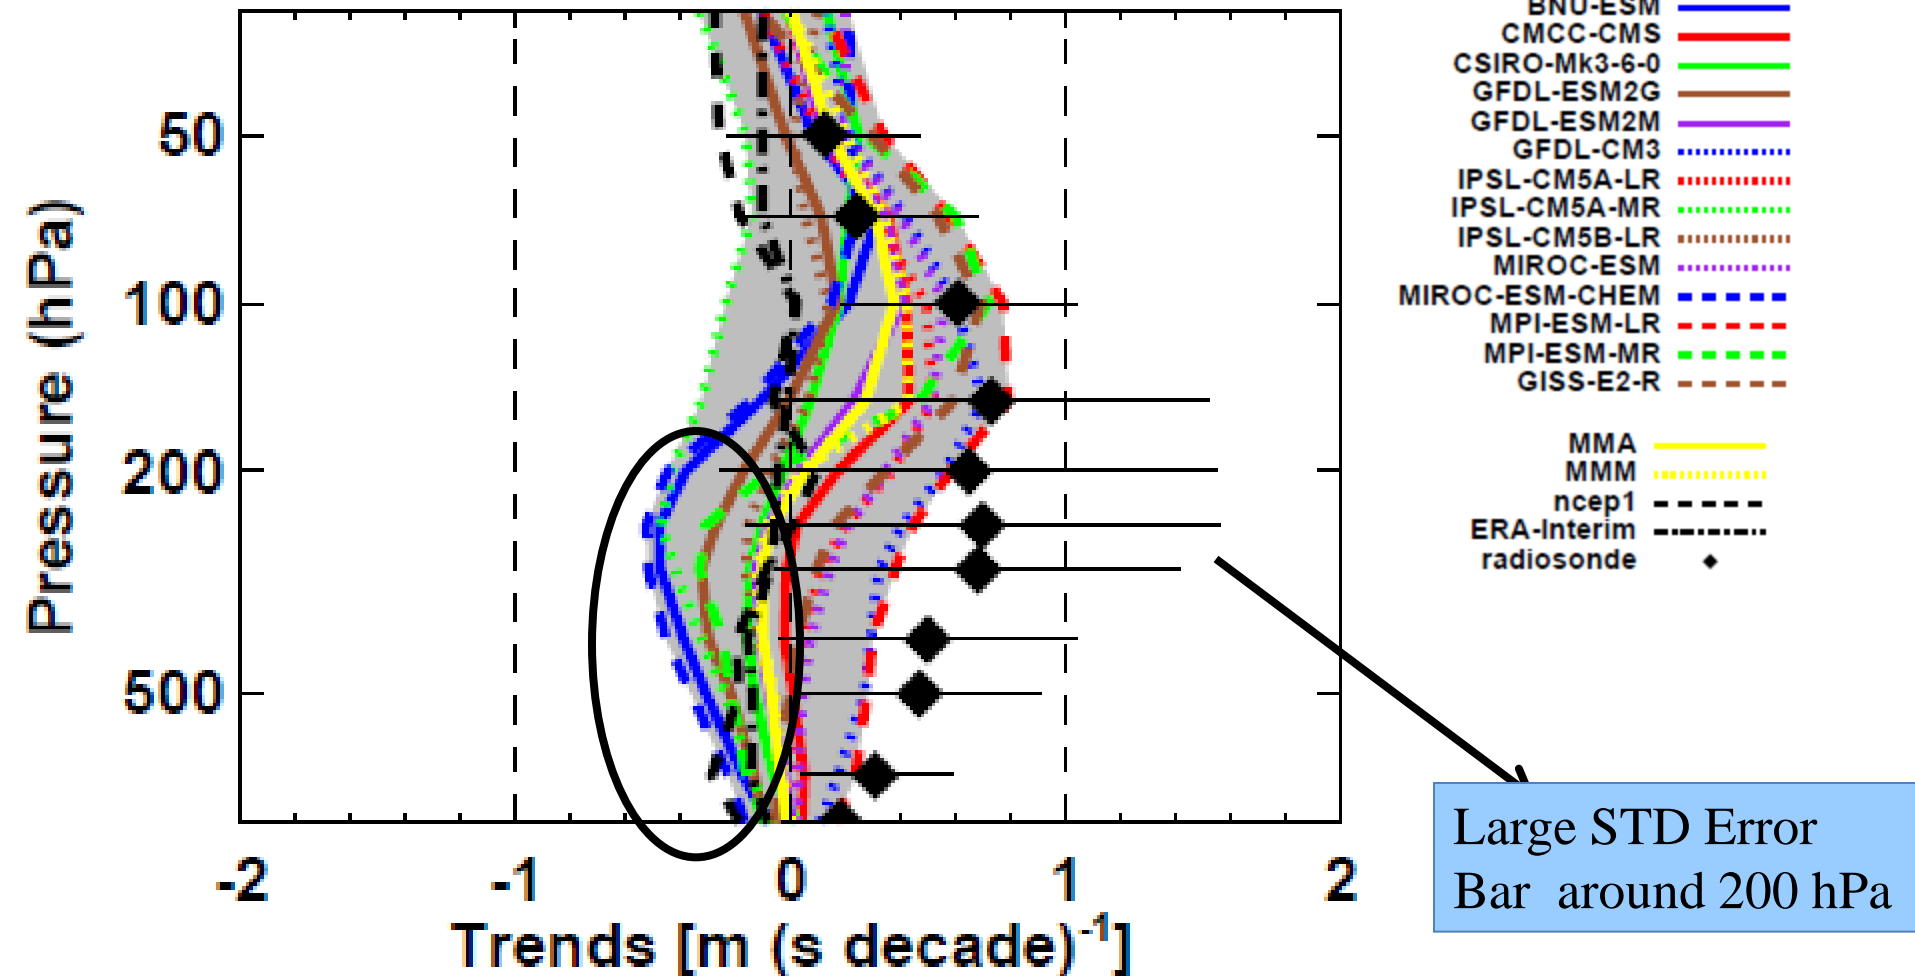 50
100
200
500
Pressure (hPa)
-2
-1
0
1
2
Trends [m (s decade)-1]
BNU-ESM
CMCC-CMS
CSIRO-Mk3-6-0
GFDL-ESM2G
GFDL-ESM2M
GFDL-CM3
IPSL-CM5A-LR
IPSL-CM5A-MR
IPSL-CM5B-LR
MIROC-ESM
MIROC-ESM-CHEM
MPI-ESM-LR
MPI-ESM-MR
GISS-E2-R
MMA
MMM
ncep1
ERA-Interim
radiosonde
Large STD Error
Bar around 200 hPa